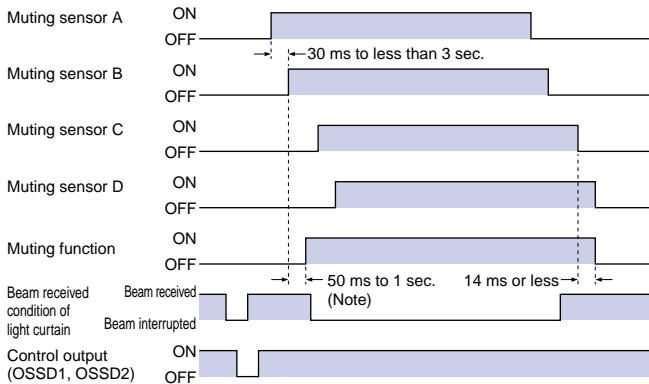 Muting sensor A ON
OFF
30 ms to less than 3 sec.
Muting sensor B ON
OFF
Muting sensor C ON
OFF
Muting sensor D ON
OFF
Muting function ON
OFF
50 ms to 1 sec. 14 ms or less
(Note)
Beam received
condition of
light curtain
Beam received
Beam interrupted
Control output ON
(OSSD1, OSSD2) OFF